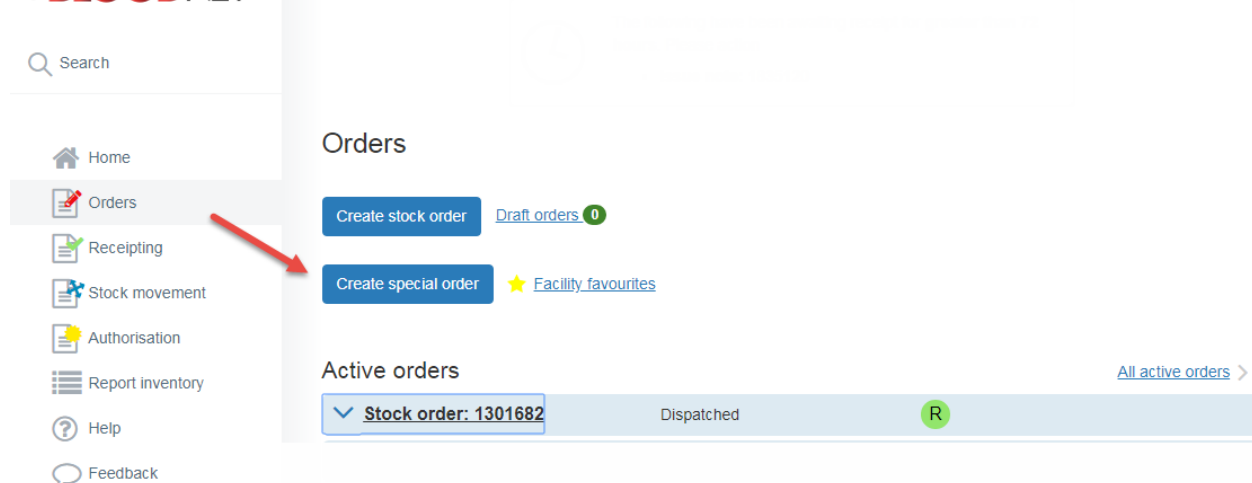 Search
Home
Orders
Receipting
Stock movement
Authorisation
Report inventory
Help
Feedback
Orders
Create stock order Draft orders 0
Create special order Facility favourites
Active orders All active orders
Stock order: 1301682 Dispatched R